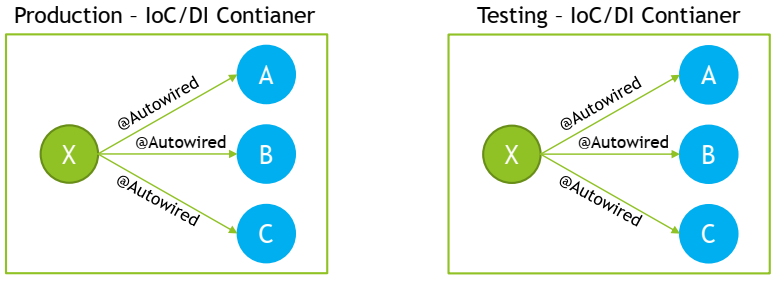 Production – IoC/DI Contianer
A
@Autowired
@Autowired
X
B
@Autowired
C
Testing – IoC/DI Contianer
A
@Autowired
@Autowired
X
B
@Autowired
C